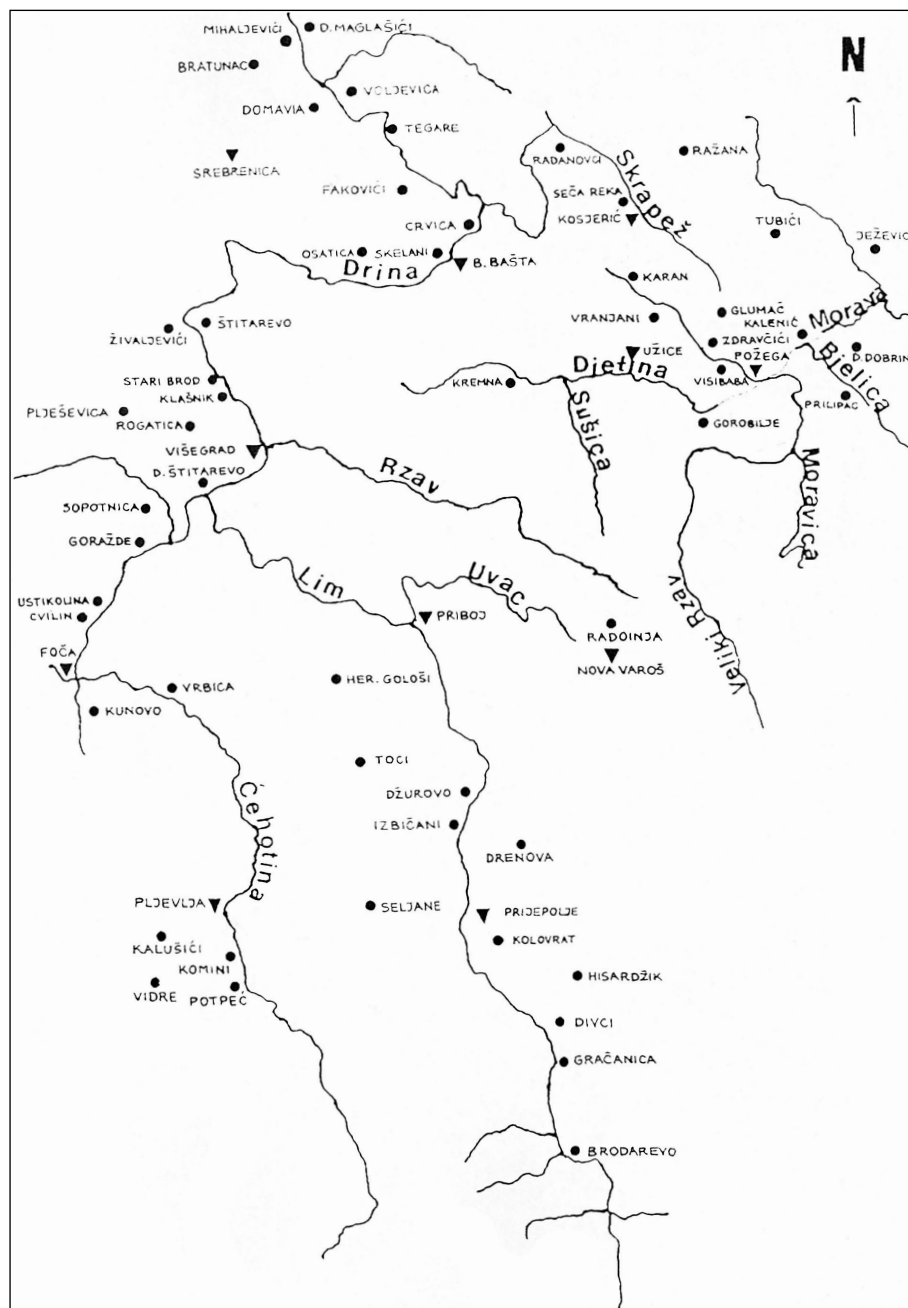 MIHALJEVIĆI
D. MAGLAŠIĆI
N
BRATUNAC
VOLJEVICA
DOMAVIA
TEGARE
SREBRENICA
RADANOVCI
Skrapež
RAŽANA
FAKOVIĆI
SEČA REKA
KOSJERIĆ
TUBIĆI
JEŽEVIC
CRVICA
OSATICA
SKELANI
B. BAŠTA
Drina
KARAN
ŠTITAREVO
ŽIVALJEVIĆI
VRANJANI
GLUMAČ
KALENIĆ
Morava
ZDRAVČIĆI
UŽICE
POŽEGA
D. DOBRIN
Bjelica
Djetina
VISIBABA
KREMNA
STARI BROD
KLAŠNIK
PRILIPAC
PLJEŠEVICA
ROGATICA
Sušica
GOROBILJE
VIŠEGRAD
D. ŠTITAREVO
Rzav
Moravica
SOPOTNICA
GORAŽDE
Lim
Uvac
Veliki Rzav
USTIKOLINA
CVILIN
PRIBOJ
RADOINJA
FOČA
NOVA VAROŠ
VRBICA
HER. GOLOŠI
KUNOVO
TOCI
Ćehotina
DŽUROVO
IZBIČANI
DRENOVA
PLJEVLJA
SELJANE
PRIJEPOLJE
KALUŠIĆI
KOLOVRAT
KOMINI
VIDRE
POTPEĆ
HISARDŽIK
DIVCI
GRAČANICA
BRODAREVO